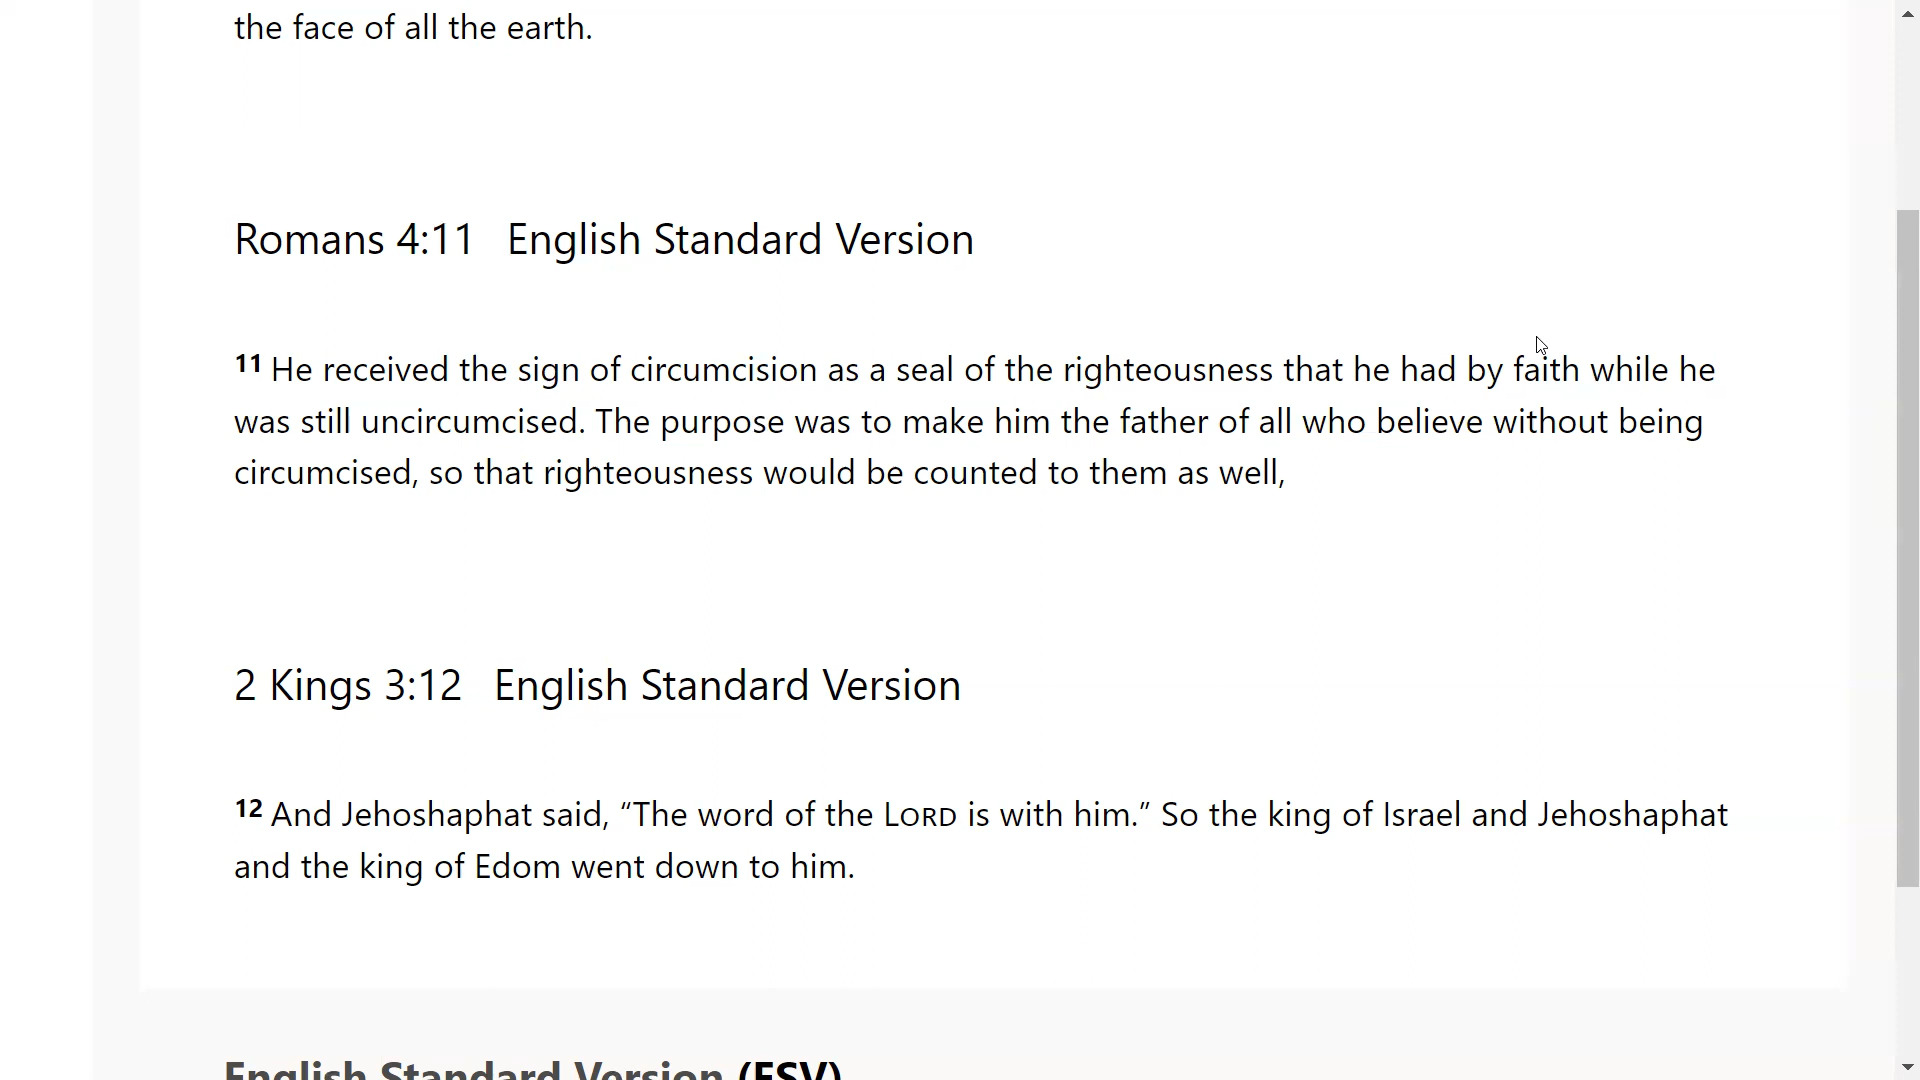 the face of all the earth.
Romans 4:11 English Standard Version
11 He received the sign of circumcision as a seal of the righteousness that he had by faith while he
was still uncircumcised. The purpose was to make him the father of all who believe without being
circumcised, so that righteousness would be counted to them as well,
2 Kings 3:12 English Standard Version
12 And Jehoshaphat said, “The word of the LORD is with him.” So the king of Israel and Jehoshaphat
and the king of Edom went down to him.
English Standard Version (ESV)